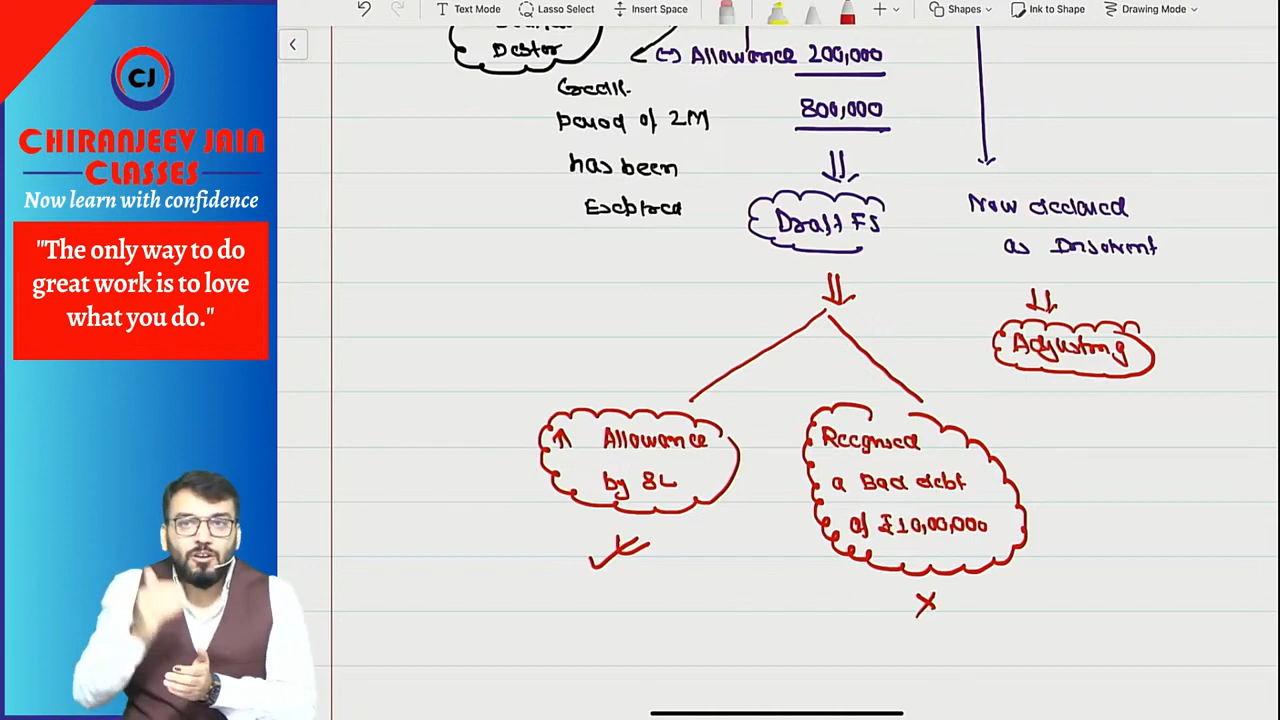 Text Mode
Lasso Select
Insert Space
Shapes
Ink to Shape
Drawing Mode
CJ
CHIRANJEEV JAIN
CLASSES
Now learn with confidence
"The only way to do
great work is to love
what you do."
Debtor
(-) Allowance 200,000
800,000
Credit
period of 2M
has been
Expired
Draft FS
Now declared
as Insolvent
Adjusting
↑ Allowance
by 8L
Recognised
a Bad debt
of ₹10,00,000